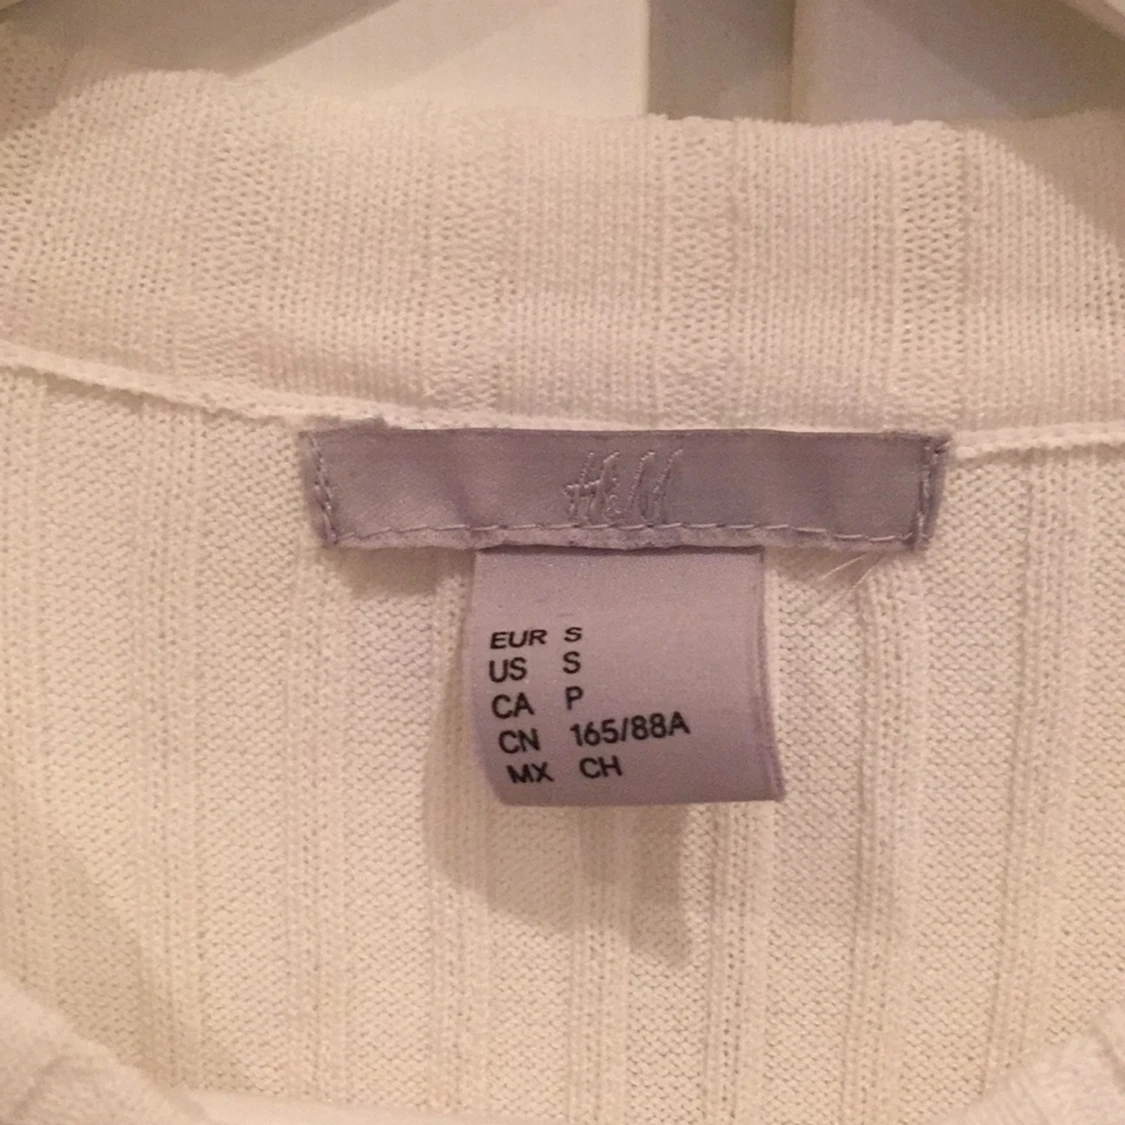 H&M
EUR S
US S
CA P
CN 165/88A
MX CH